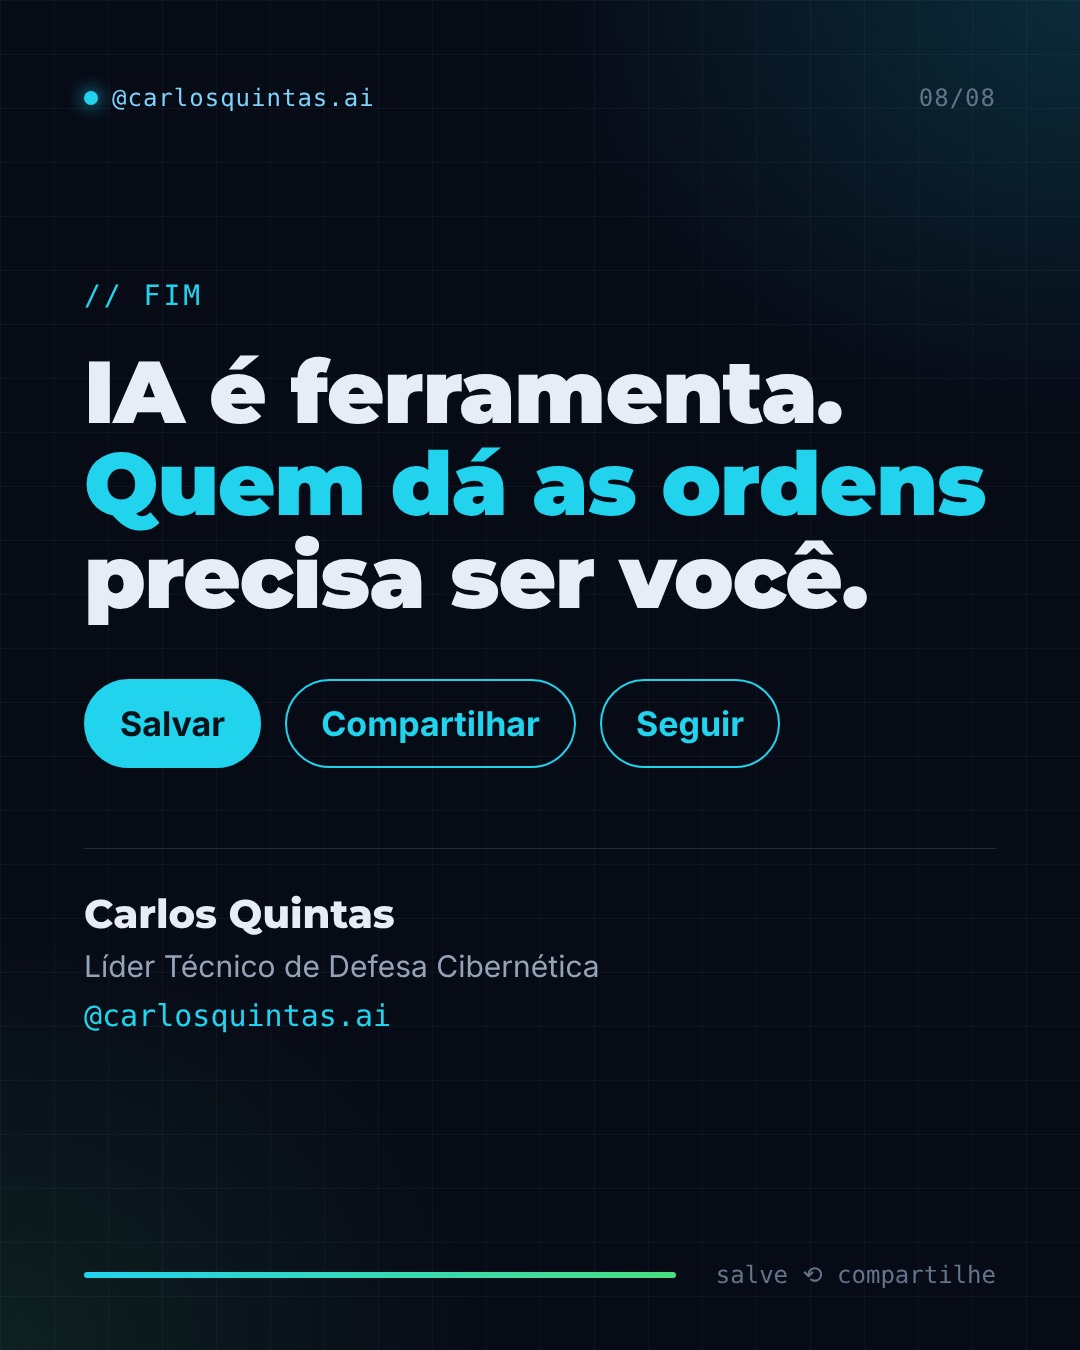 @carlosquintas.ai
08/08
// FIM
IA é ferramenta.
Quem dá as ordens
precisa ser você.
Salvar
Compartilhar
Seguir
Carlos Quintas
Líder Técnico de Defesa Cibernética
@carlosquintas.ai
salve ⟲ compartilhe